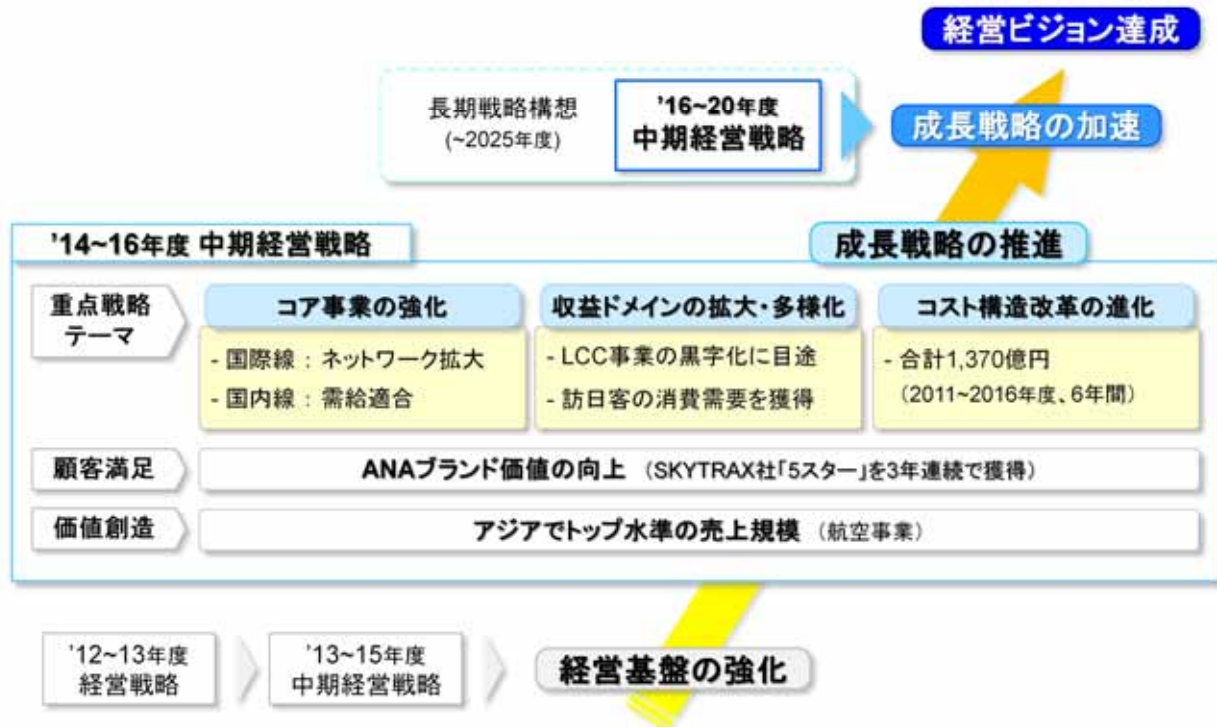 経営ビジョン達成
長期戦略構想
(~2025年度)
'16~20年度
中期経営戦略
成長戦略の加速
'14~16年度 中期経営戦略
成長戦略の推進
重点戦略
テーマ
コア事業の強化
- 国際線 : ネットワーク拡大
- 国内線 : 需給適合
収益ドメインの拡大・多様化
- LCC事業の黒字化に目途
- 訪日客の消費需要を獲得
コスト構造改革の進化
- 合計1,370億円
(2011~2016年度、6年間)
顧客満足
ANAブランド価値の向上 (SKYTRAX社「5スター」を3年連続で獲得)
価値創造
アジアでトップ水準の売上規模 (航空事業)
'12~13年度
経営戦略
'13~15年度
中期経営戦略
経営基盤の強化